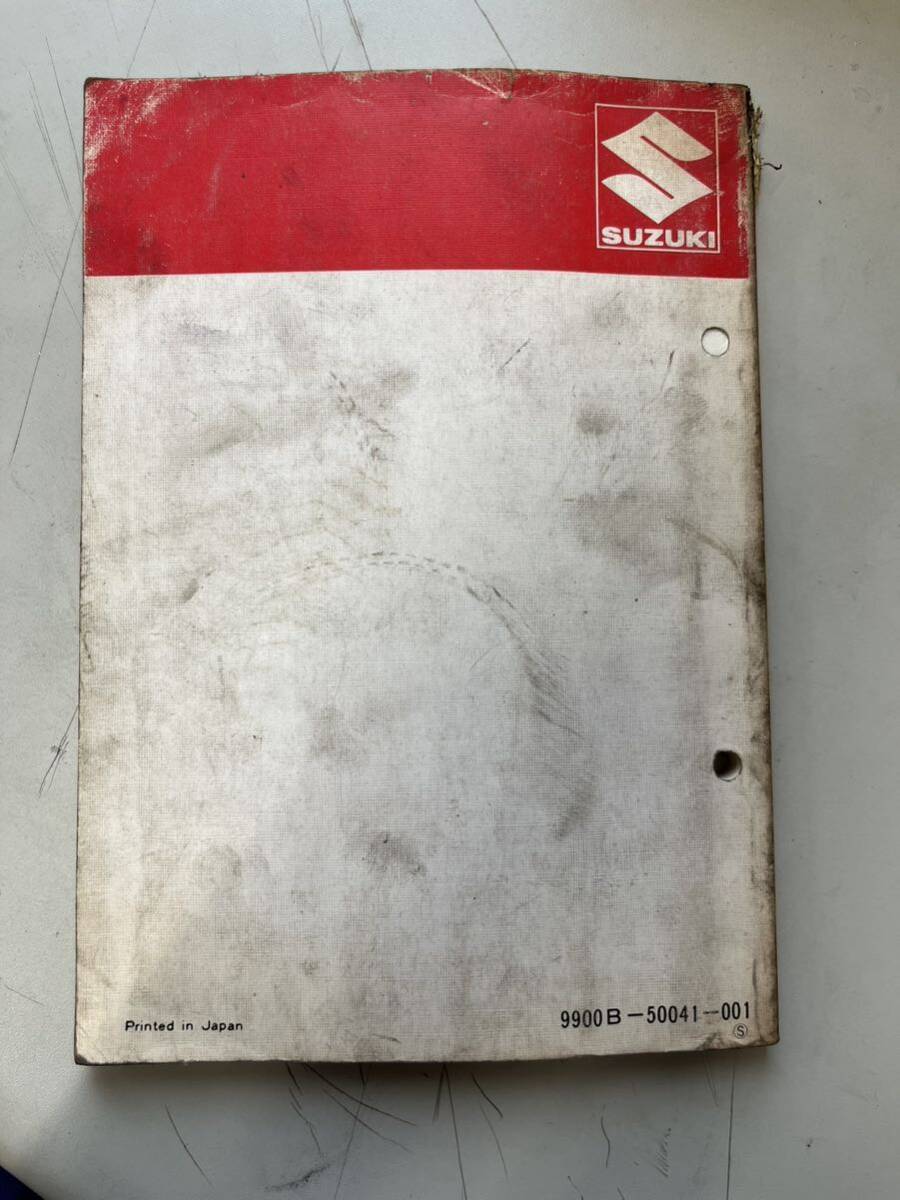 SUZUKI
Printed in Japan
9900B-50041-001
Ⓢ